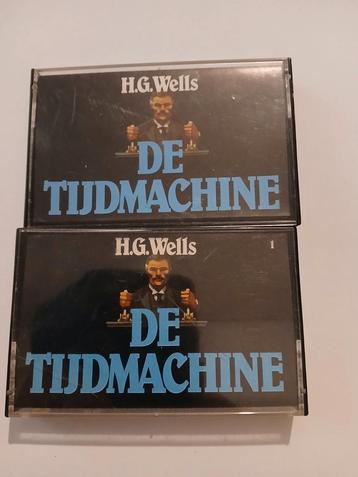 H.G. Wells
DE
TIJDMACHINE
H.G. Wells 1
DE
TIJDMACHINE